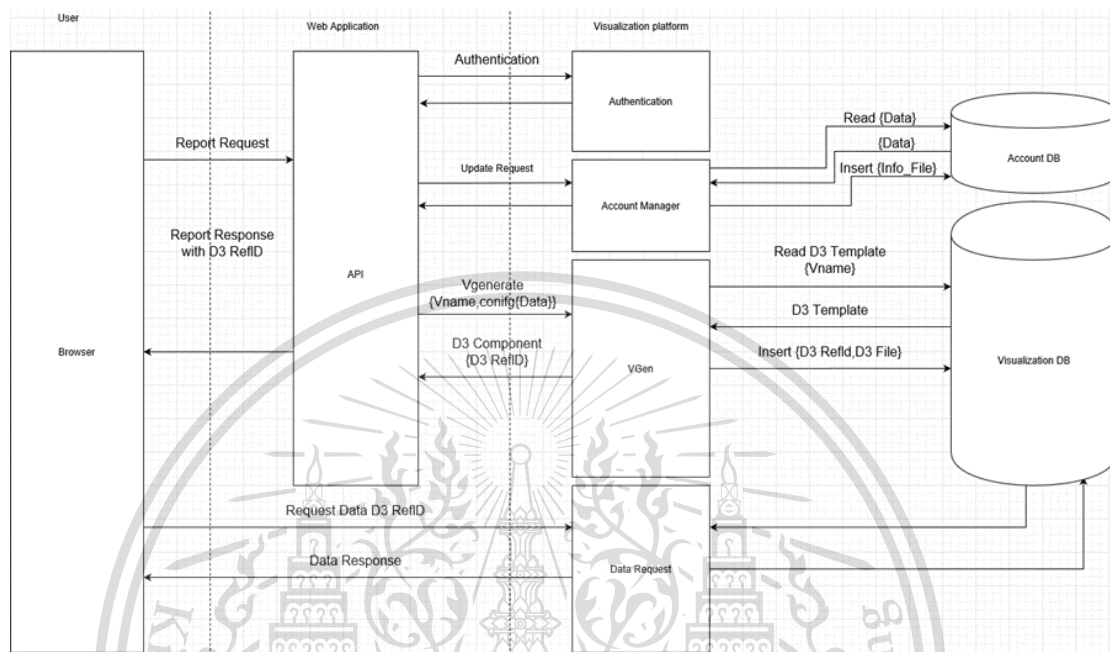 User
Web Application
Visualization platform
Authentication
Authentication
Read {Data}
{Data}
Account DB
Report Request
Update Request
Insert {Info_File}
Account Manager
Report Response
with D3 RefID
API
Read D3 Template
{Vname}
Vgenerate
{Vname,conifg{Data}}
D3 Template
Browser
D3 Component
{D3 RefID}
VGen
Insert {D3 RefId,D3 File}
Visualization DB
Request Data D3 RefID
Data Response
Data Request